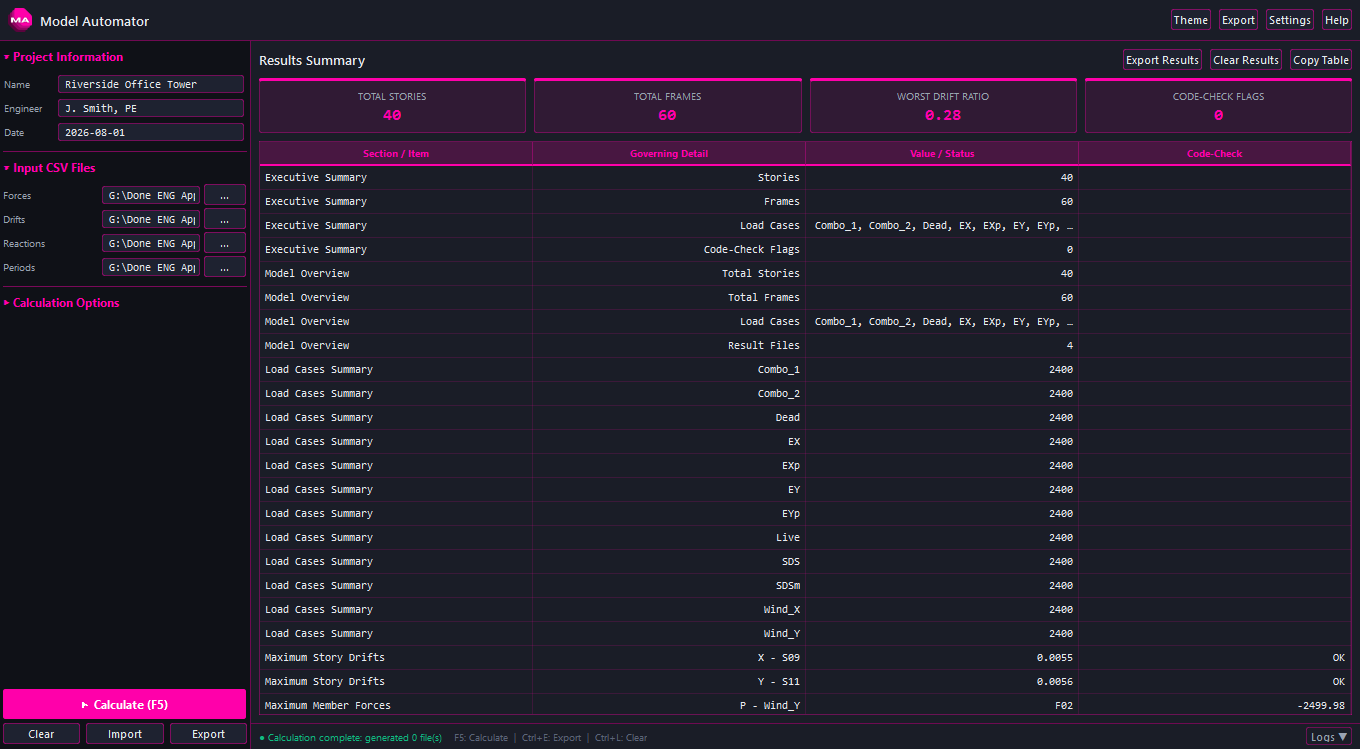 MA Model Automator Theme Export Settings Help
▾ Project Information
Name Riverside Office Tower
Engineer J. Smith, PE
Date 2026-08-01
▾ Input CSV Files
Forces G:\Done ENG Ap ...
Drifts G:\Done ENG Ap ...
Reactions G:\Done ENG Ap ...
Periods G:\Done ENG Ap ...
▸ Calculation Options
▸ Calculate (F5)
Clear Import Export
Results Summary Export Results Clear Results Copy Table
TOTAL STORIES TOTAL FRAMES WORST DRIFT RATIO CODE-CHECK FLAGS
40 60 0.28 0
Section / Item Governing Detail Value / Status Code-Check
Executive Summary Stories 40
Executive Summary Frames 60
Executive Summary Load Cases Combo_1, Combo_2, Dead, EX, EXp, EY, EYp, …
Executive Summary Code-Check Flags 0
Model Overview Total Stories 40
Model Overview Total Frames 60
Model Overview Load Cases Combo_1, Combo_2, Dead, EX, EXp, EY, EYp, …
Model Overview Result Files 4
Load Cases Summary Combo_1 2400
Load Cases Summary Combo_2 2400
Load Cases Summary Dead 2400
Load Cases Summary EX 2400
Load Cases Summary EXp 2400
Load Cases Summary EY 2400
Load Cases Summary EYp 2400
Load Cases Summary Live 2400
Load Cases Summary SDS 2400
Load Cases Summary SDSm 2400
Load Cases Summary Wind_X 2400
Load Cases Summary Wind_Y 2400
Maximum Story Drifts X - S09 0.0055 OK
Maximum Story Drifts Y - S11 0.0056 OK
Maximum Member Forces P - Wind_Y F02 -2499.98
● Calculation complete: generated 0 file(s) F5: Calculate | Ctrl+E: Export | Ctrl+L: Clear Logs ▼